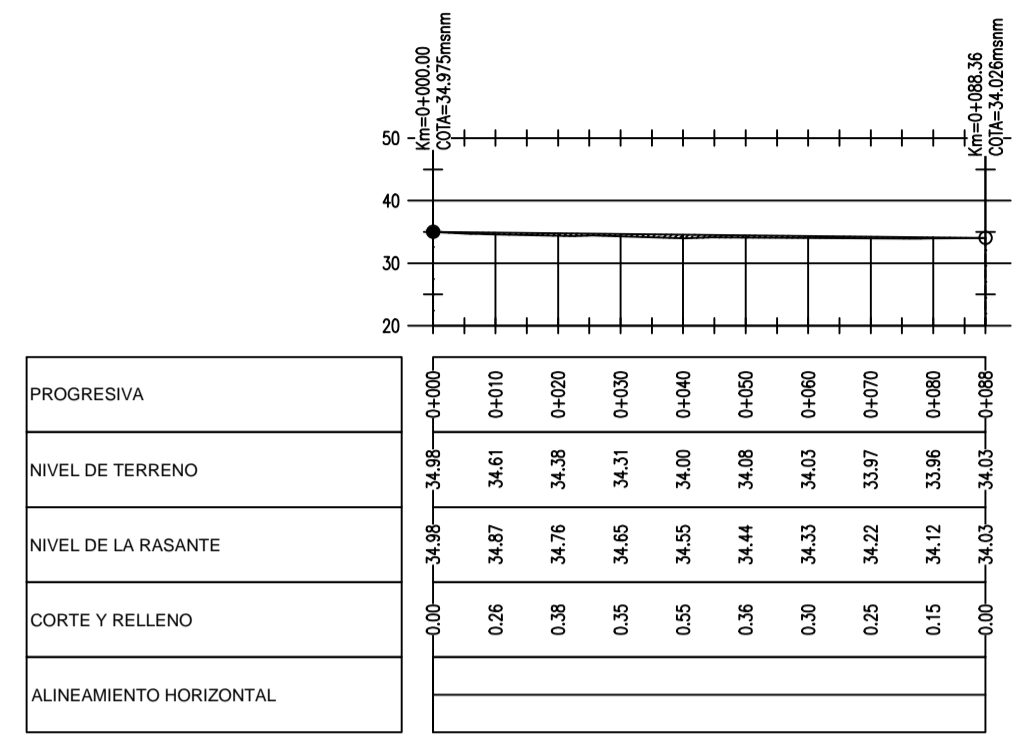 Km=0+000.00
COTA=34.975msnm
Km=0+088.36
COTA=34.026msnm
50
40
30
20
PROGRESIVA 0+000 0+010 0+020 0+030 0+040 0+050 0+060 0+070 0+080 0+088
NIVEL DE TERRENO 34.98 34.61 34.38 34.31 34.00 34.08 34.03 33.97 33.96 34.03
NIVEL DE LA RASANTE 34.98 34.87 34.76 34.65 34.55 34.44 34.33 34.22 34.12 34.03
CORTE Y RELLENO 0.00 0.26 0.38 0.35 0.55 0.36 0.30 0.25 0.15 0.00
ALINEAMIENTO HORIZONTAL